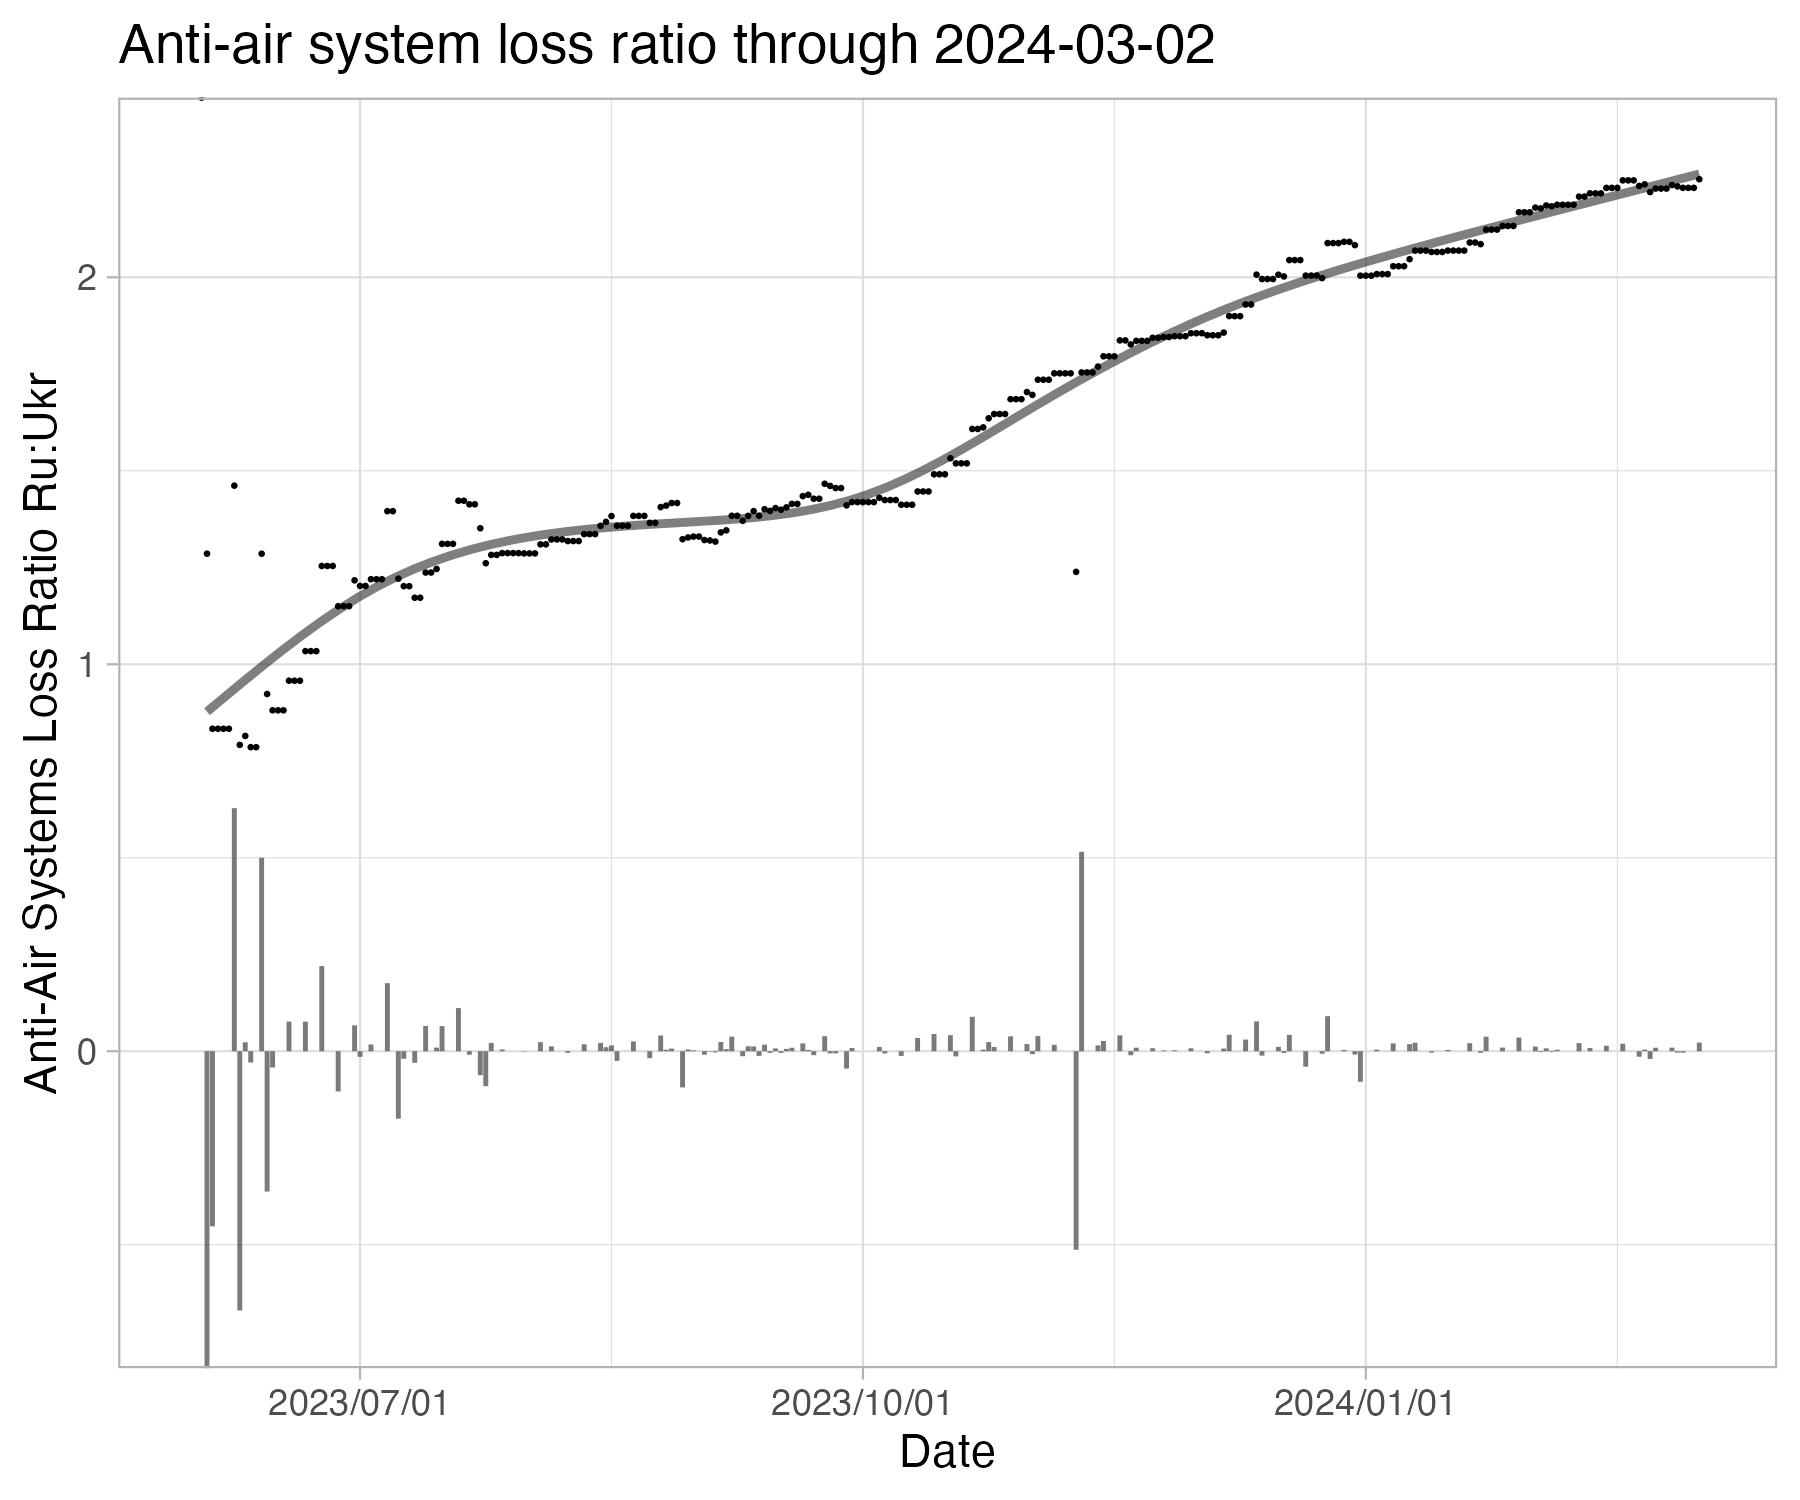 Anti-air system loss ratio through 2024-03-02
Anti-Air Systems Loss Ratio Ru:Ukr
2
1
0
2023/07/01
2023/10/01
2024/01/01
Date